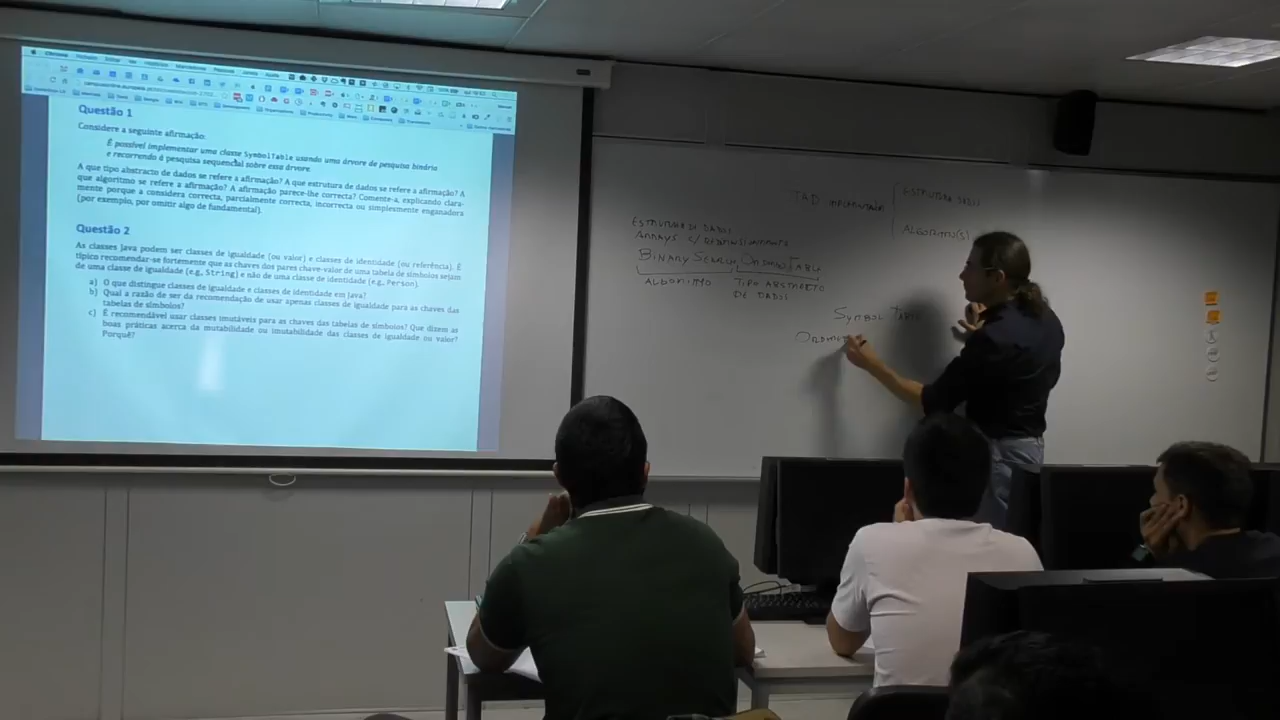 Questão 1
Considere a seguinte afirmação:
É possível implementar uma classe SymbolTable usando uma árvore de pesquisa binária
e recorrendo à pesquisa sequencial sobre essa árvore
A que tipo abstracto de dados se refere a afirmação? A que estrutura de dados se refere a afirmação? A
que algoritmo se refere a afirmação? A afirmação parece-lhe correcta? Comente-a, explicando clara-
mente porque a considera correcta, parcialmente correcta, incorrecta ou simplesmente enganadora
(por exemplo, por omitir algo de fundamental).
Questão 2
As classes Java podem ser classes de igualdade (ou valor) e classes de identidade (ou referência). É
típico recomendar-se fortemente que as chaves dos pares chave-valor de uma tabela de símbolos sejam
de uma classe de igualdade (e.g., String) e não de uma classe de identidade (e.g., Person).
a) O que distingue classes de igualdade e classes de identidade em Java?
b) Qual a razão de ser da recomendação de usar apenas classes de igualdade para as cheves das
tabelas de símbolos?
c) É recomendável usar classes imutáveis para as chaves das tabelas de símbolos? Que dizem as
boas práticas acerca da mutabilidade ou imutabilidade das classes de igualdade ou valor?
Porquê?
TAD IMPLEMENTADA
ESTRUTURA DADOS
ALGORITMO(S)
ESTRUTURA DE DADOS
ARRAYS C/ REDIMENSIONAMENTO
BINARY SEARCH ORDERED TABLE
ALGORITMO TIPO ABSTRACTO
DE DADOS
SYMBOL TABLE